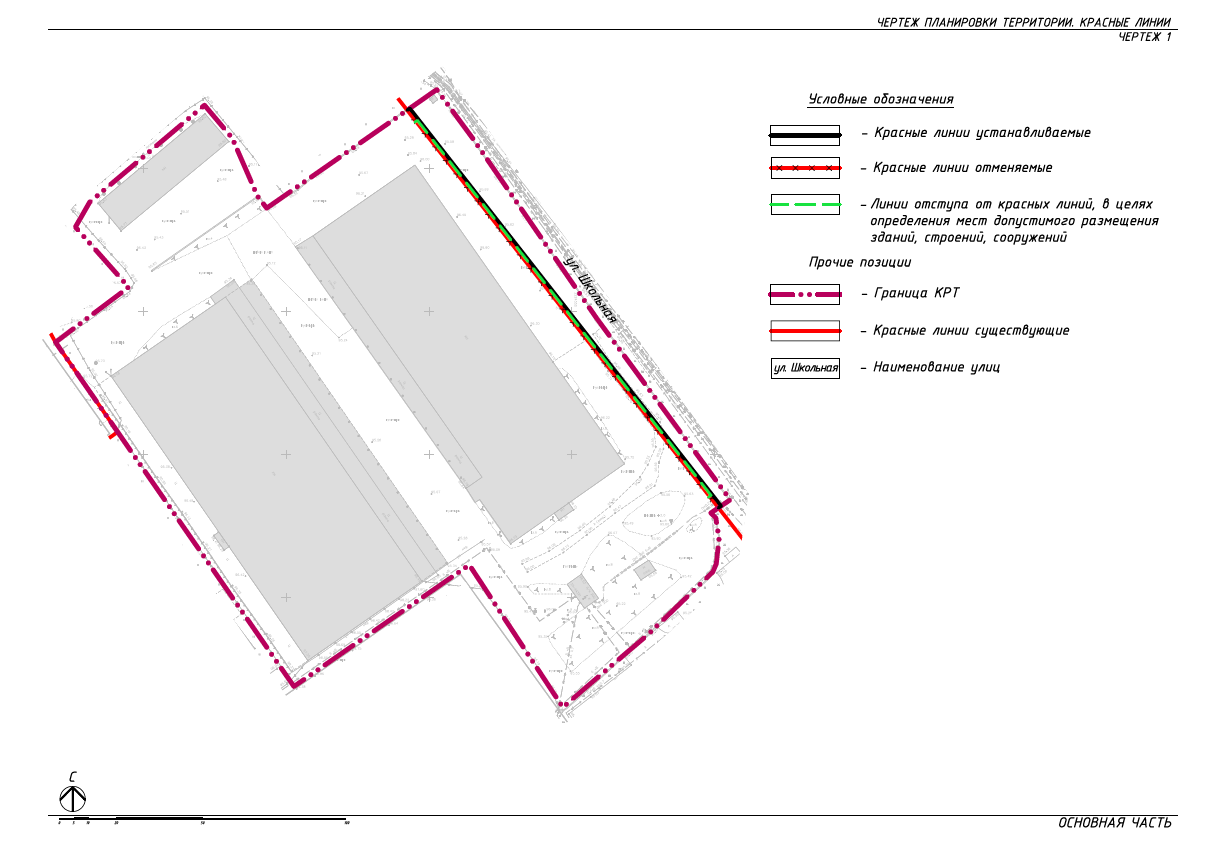 ЧЕРТЕЖ ПЛАНИРОВКИ ТЕРРИТОРИИ. КРАСНЫЕ ЛИНИИ
ЧЕРТЕЖ 1
Условные обозначения
– Красные линии устанавливаемые
– Красные линии отменяемые
– Линии отступа от красных линий, в целях
определения мест допустимого размещения
зданий, строений, сооружений
Прочие позиции
– Граница КРТ
– Красные линии существующие
ул. Школьная – Наименование улиц
ул. Школьная
С
ОСНОВНАЯ ЧАСТЬ